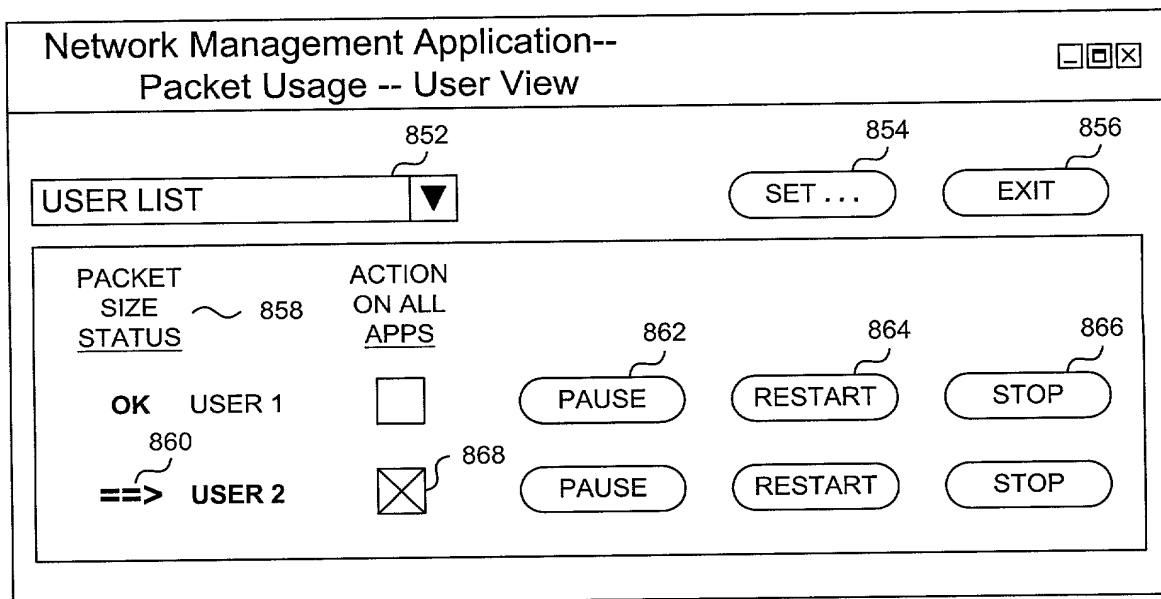 Network Management Application--
Packet Usage -- User View
852
854
856
USER LIST
SET . . .
EXIT
PACKET
SIZE
STATUS
858
ACTION
ON ALL
APPS
862
864
866
OK USER 1
PAUSE
RESTART
STOP
860
868
==> USER 2
PAUSE
RESTART
STOP